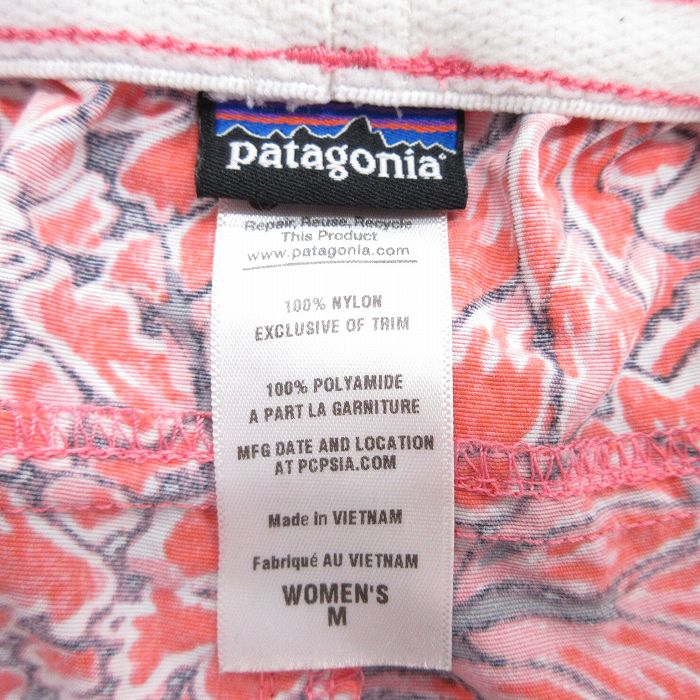 patagonia®
Repair, Reuse, Recycle
This Product
www.patagonia.com
100% NYLON
EXCLUSIVE OF TRIM
100% POLYAMIDE
A PART LA GARNITURE
MFG DATE AND LOCATION
AT PCPSIA.COM
Made in VIETNAM
Fabriqué AU VIETNAM
WOMEN'S
M